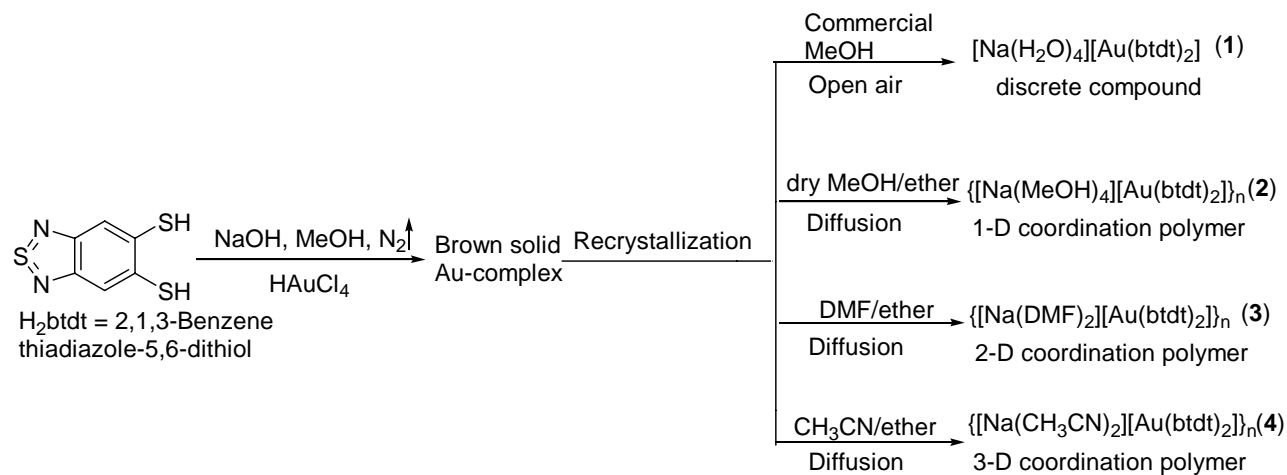 N
S
N
SH
SH
H2btdt = 2,1,3-Benzene
thiadiazole-5,6-dithiol
NaOH, MeOH, N2
HAuCl4
Brown solid
Au-complex
Recrystallization
Commercial
MeOH
Open air
[Na(H2O)4][Au(btdt)2] (1)
discrete compound
dry MeOH/ether
Diffusion
{[Na(MeOH)4][Au(btdt)2]}n (2)
1-D coordination polymer
DMF/ether
Diffusion
{[Na(DMF)2][Au(btdt)2]}n (3)
2-D coordination polymer
CH3CN/ether
Diffusion
{[Na(CH3CN)2][Au(btdt)2]}n(4)
3-D coordination polymer